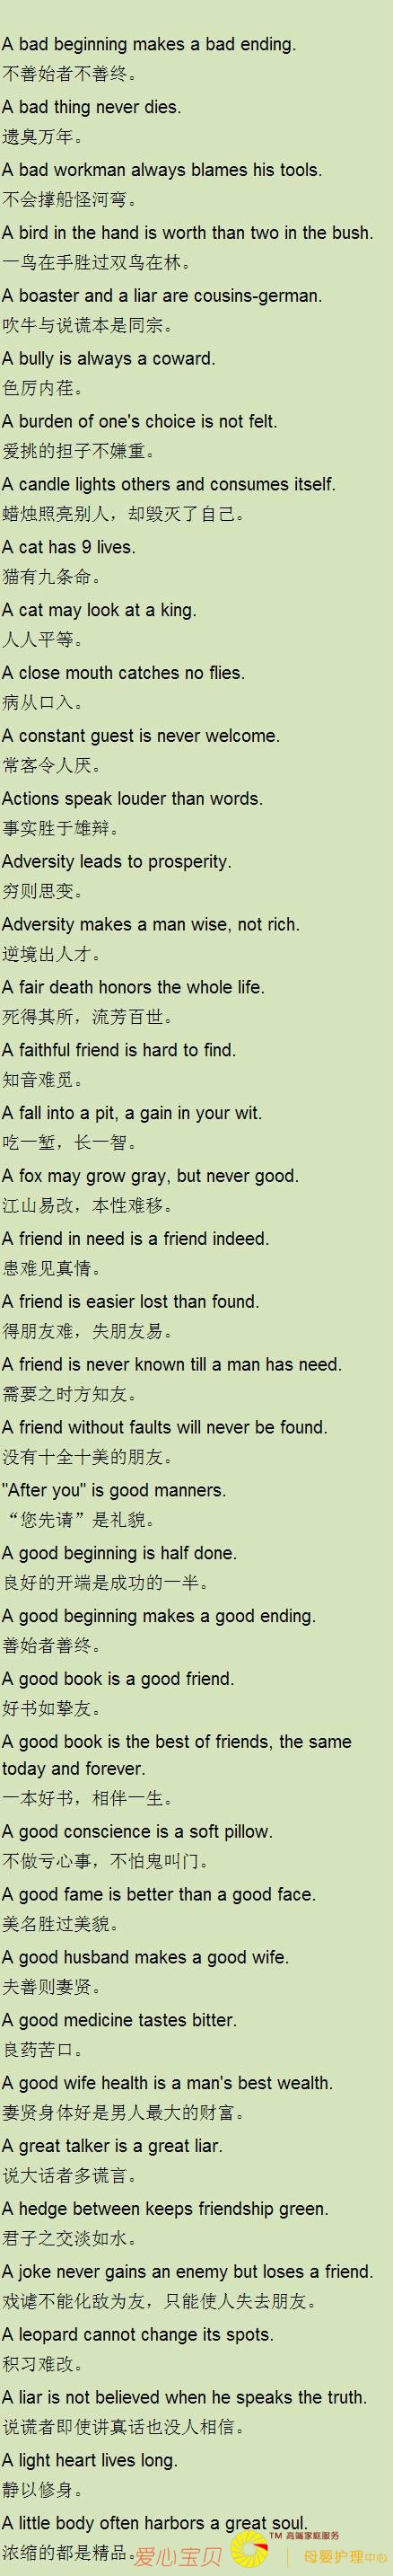 A bad beginning makes a bad ending.
不善始者不善终。
A bad thing never dies.
遗臭万年。
A bad workman always blames his tools.
不会撑船怪河弯。
A bird in the hand is worth than two in the bush.
一鸟在手胜过双鸟在林。
A boaster and a liar are cousins-german.
吹牛与说谎本是同宗。
A bully is always a coward.
色厉内荏。
A burden of one's choice is not felt.
爱挑的担子不嫌重。
A candle lights others and consumes itself.
蜡烛照亮别人，却毁灭了自己。
A cat has 9 lives.
猫有九条命。
A cat may look at a king.
人人平等。
A close mouth catches no flies.
病从口入。
A constant guest is never welcome.
常客令人厌。
Actions speak louder than words.
事实胜于雄辩。
Adversity leads to prosperity.
穷则思变。
Adversity makes a man wise, not rich.
逆境出人才。
A fair death honors the whole life.
死得其所，流芳百世。
A faithful friend is hard to find.
知音难觅。
A fall into a pit, a gain in your wit.
吃一堑，长一智。
A fox may grow gray, but never good.
江山易改，本性难移。
A friend in need is a friend indeed.
患难见真情。
A friend is easier lost than found.
得朋友难，失朋友易。
A friend is never known till a man has need.
需要之时方知友。
A friend without faults will never be found.
没有十全十美的朋友。
"After you" is good manners.
“您先请”是礼貌。
A good beginning is half done.
良好的开端是成功的一半。
A good beginning makes a good ending.
善始者善终。
A good book is a good friend.
好书如挚友。
A good book is the best of friends, the same
today and forever.
一本好书，相伴一生。
A good conscience is a soft pillow.
不做亏心事，不怕鬼叫门。
A good fame is better than a good face.
美名胜过美貌。
A good husband makes a good wife.
夫善则妻贤。
A good medicine tastes bitter.
良药苦口。
A good wife health is a man's best wealth.
妻贤身体好是男人最大的财富。
A great talker is a great liar.
说大话者多谎言。
A hedge between keeps friendship green.
君子之交淡如水。
A joke never gains an enemy but loses a friend.
戏谑不能化敌为友，只能使人失去朋友。
A leopard cannot change its spots.
积习难改。
A liar is not believed when he speaks the truth.
说谎者即使讲真话也没人相信。
A light heart lives long.
静以修身。
A little body often harbors a great soul.
浓缩的都是精品。
爱心宝贝
TM 高端家庭服务
母婴护理中心